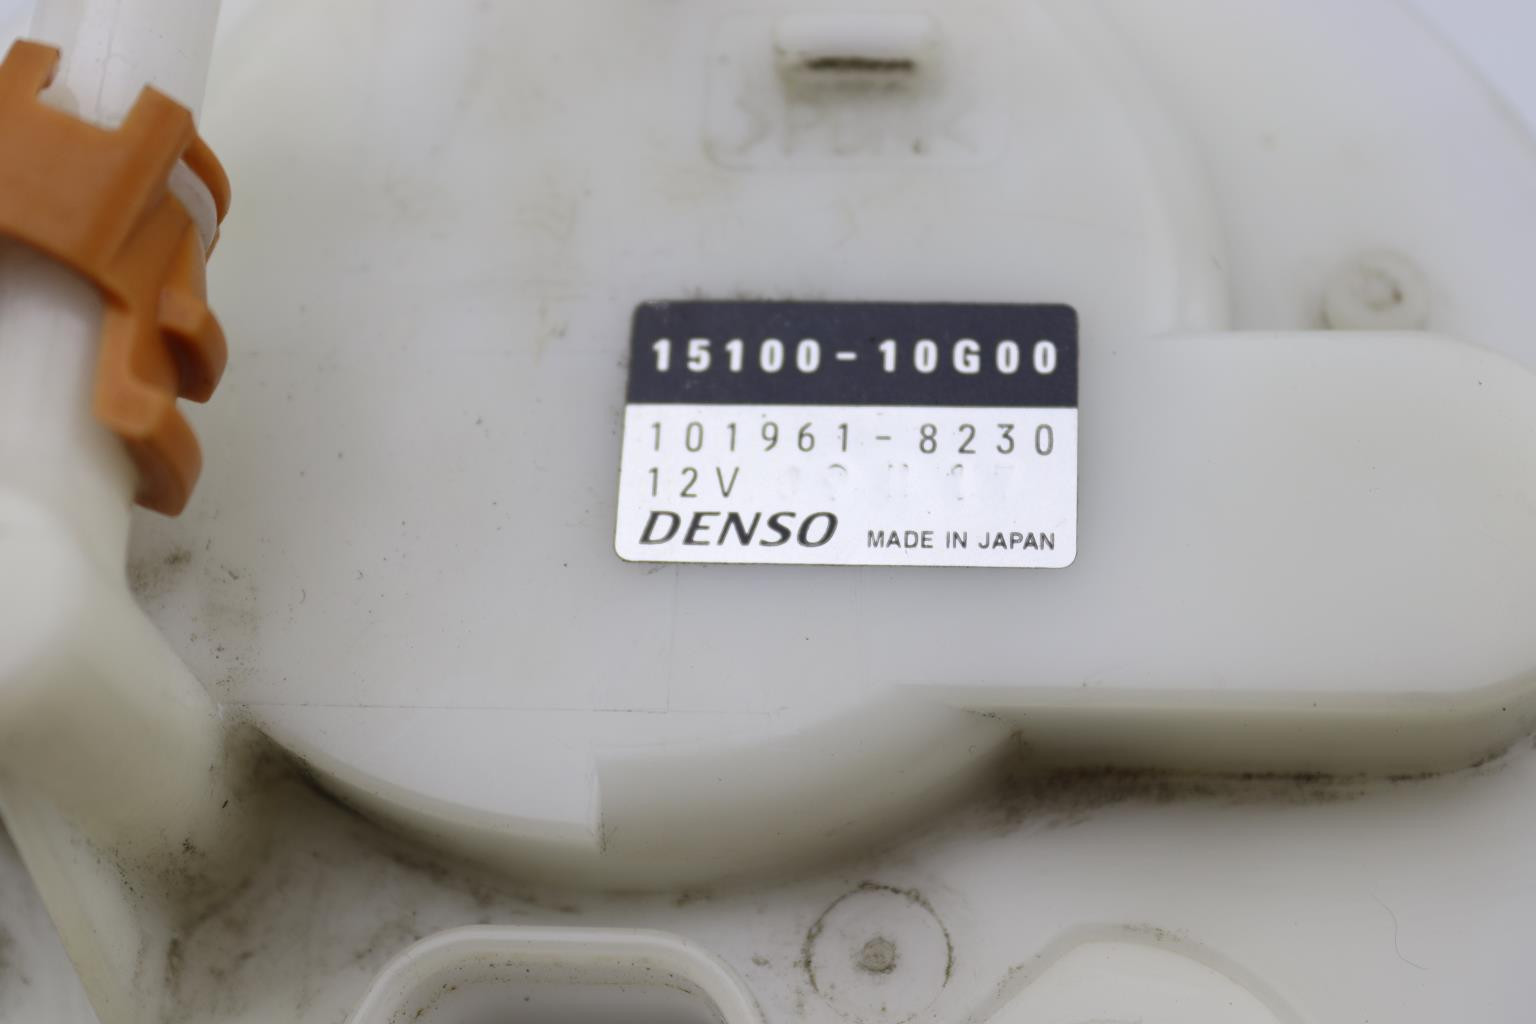 15100-10G00
101961-8230
12V
DENSO MADE IN JAPAN